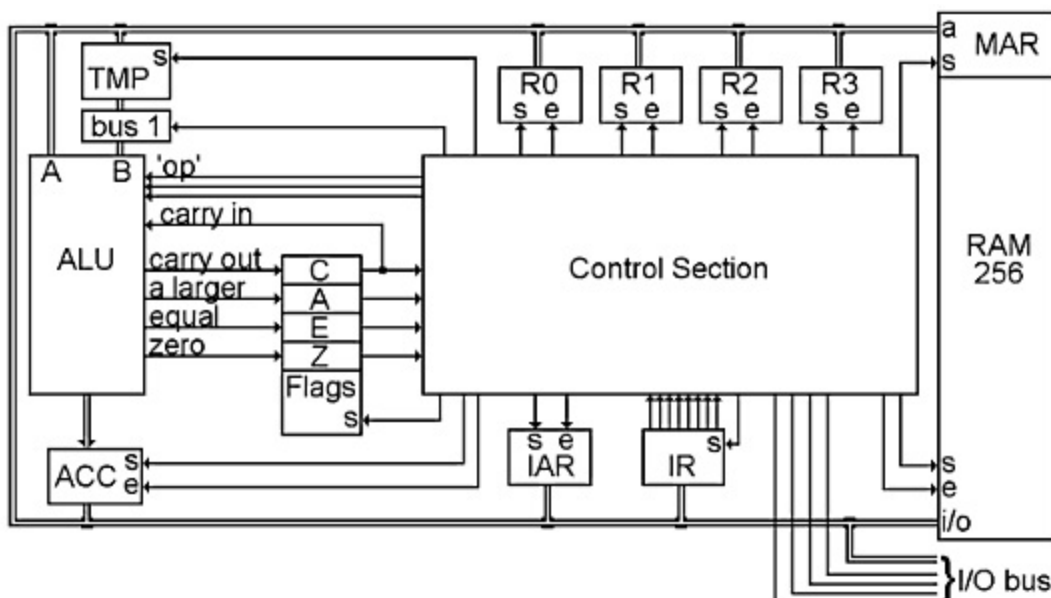 a
MAR
s
TMP
s
R0
s e
R1
s e
R2
s e
R3
s e
bus 1
A
B
'op'
carry in
ALU
carry out
a larger
equal
zero
C
A
E
Z
Flags
s
Control Section
RAM
256
ACC
s
e
s e
IAR
IR
s
s
e
i/o
}I/O bus